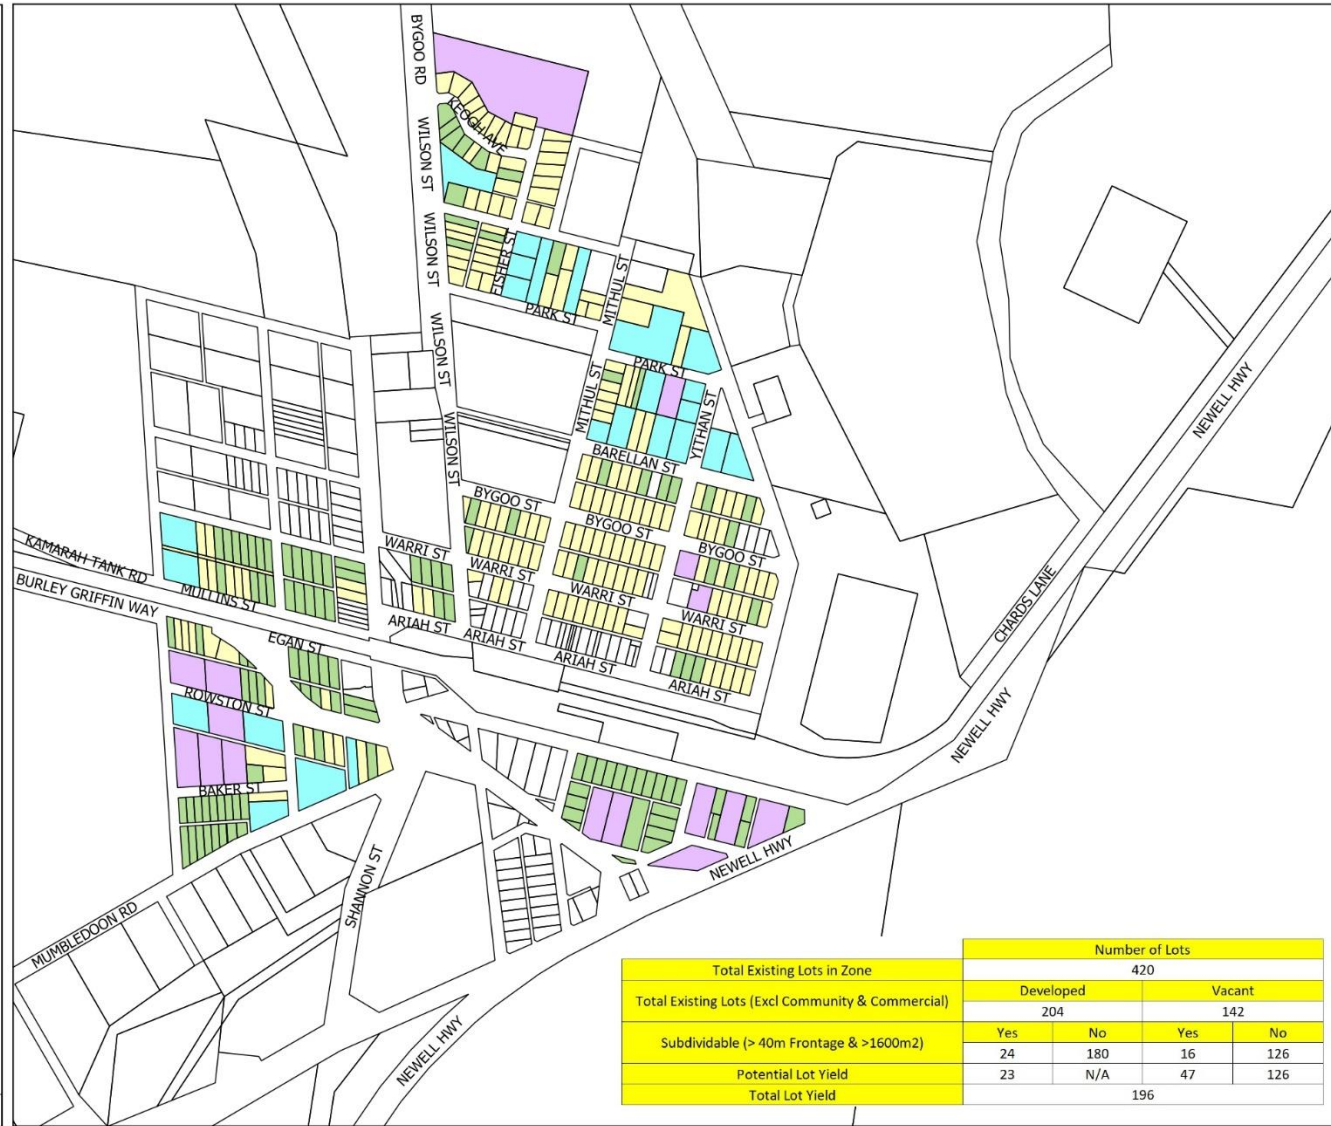 BYGOO RD
KEOGH AVE
WILSON ST
WILSON ST
FISHER ST
MITHUL ST
PARK ST
WILSON ST
PARK ST
MITHUL ST
YITHAN ST
NEWELL HWY
WILSON ST
BARELLAN ST
BYGOO ST
BYGOO ST
BYGOO ST
KAMARAH TANK RD
WARRI ST
WARRI ST
WARRI ST
WARRI ST
BURLEY GRIFFIN WAY
MULLINS ST
CHARDS LANE
ARIAH ST
EGAN ST
ARIAH ST
ARIAH ST
ARIAH ST
ROWSTON ST
NEWELL HWY
BAKER ST
NEWELL HWY
SHANNON ST
MUMBLEDOON RD
NEWELL HWY
Number of Lots
Total Existing Lots in Zone 420
Total Existing Lots (Excl Community & Commercial) Developed Vacant
204 142
Subdividable (> 40m Frontage & >1600m2) Yes No Yes No
24 180 16 126
Potential Lot Yield 23 N/A 47 126
Total Lot Yield 196